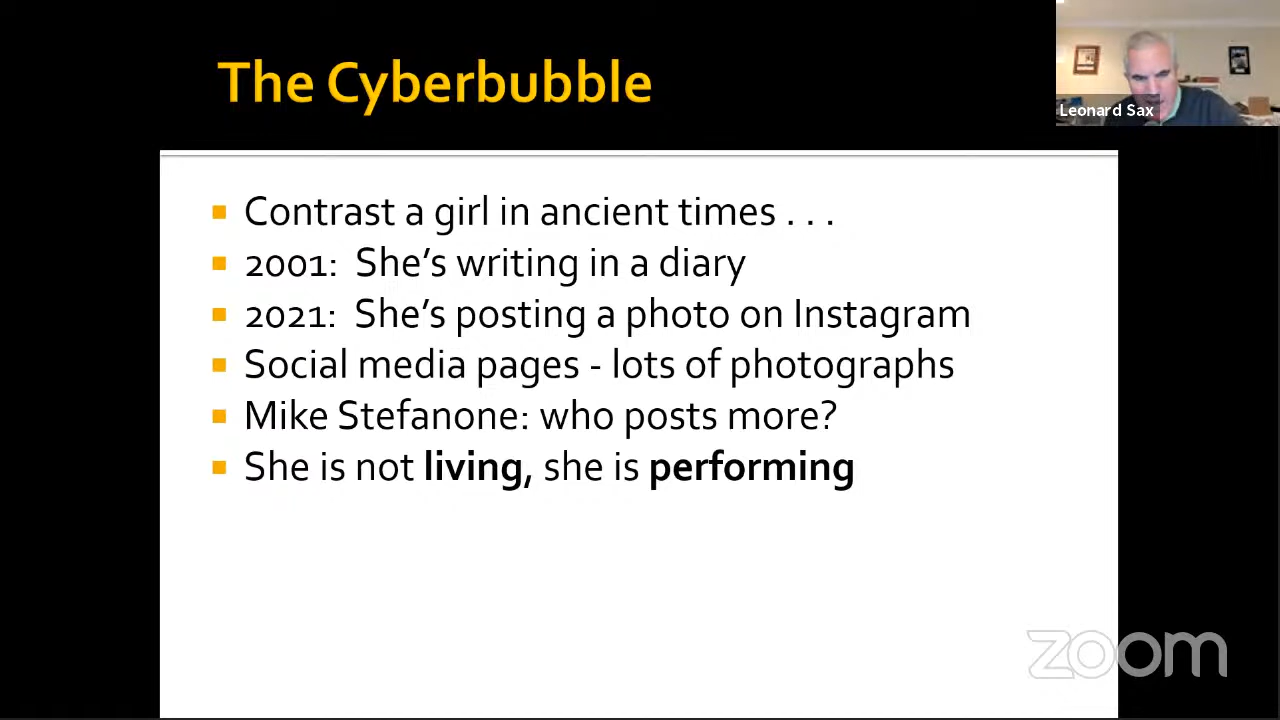 The Cyberbubble
Leonard Sax
Contrast a girl in ancient times . . .
2001: She’s writing in a diary
2021: She’s posting a photo on Instagram
Social media pages - lots of photographs
Mike Stefanone: who posts more?
She is not living, she is performing
zoom